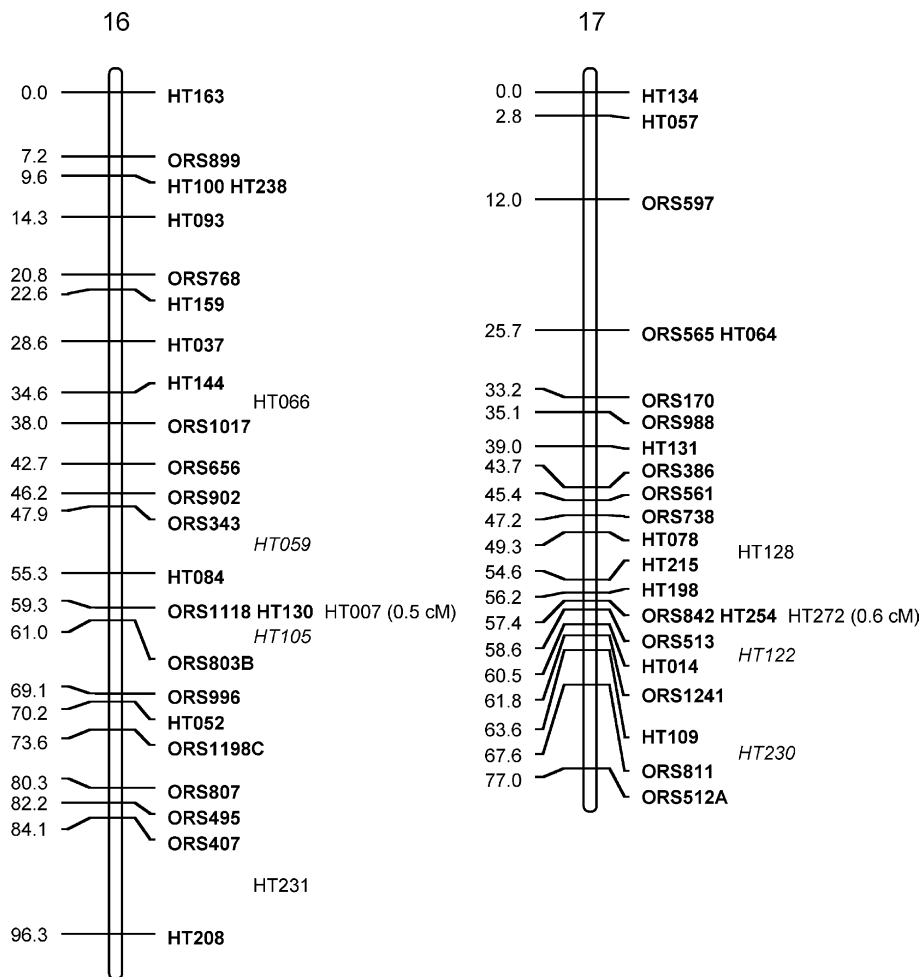 16
0.0 HT163
7.2 ORS899
9.6 HT100 HT238
14.3 HT093
20.8 ORS768
22.6 HT159
28.6 HT037
34.6 HT144
HT066
38.0 ORS1017
42.7 ORS656
46.2 ORS902
47.9 ORS343
HT059
55.3 HT084
59.3 ORS1118 HT130 HT007 (0.5 cM)
HT105
61.0 ORS803B
69.1 ORS996
70.2 HT052
73.6 ORS1198C
80.3 ORS807
82.2 ORS495
84.1 ORS407
HT231
96.3 HT208
17
0.0 HT134
2.8 HT057
12.0 ORS597
25.7 ORS565 HT064
33.2 ORS170
35.1 ORS988
39.0 HT131
43.7 ORS386
45.4 ORS561
47.2 ORS738
49.3 HT078
HT128
54.6 HT215
56.2 HT198
57.4 ORS842 HT254 HT272 (0.6 cM)
58.6 ORS513
HT122
60.5 HT014
61.8 ORS1241
63.6 HT109
HT230
67.6 ORS811
77.0 ORS512A